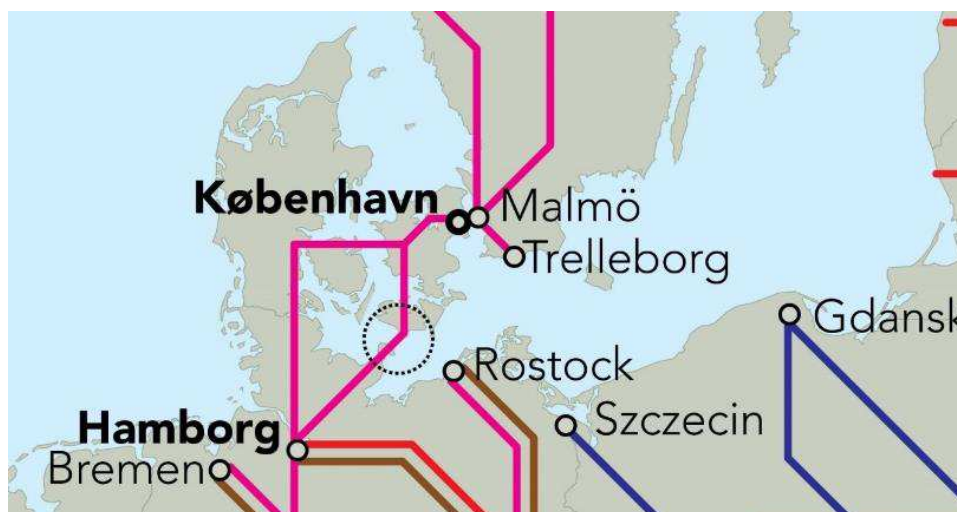 København
Malmö
Trelleborg
Gdansk
Rostock
Szczecin
Hamborg
Bremen